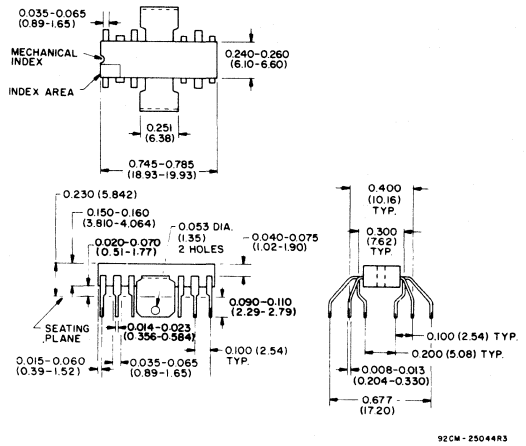 0.035-0.065
(0.89-1.65)
MECHANICAL
INDEX
INDEX AREA
0.240-0.260
(6.10-6.60)
0.251
(6.38)
0.745-0.785
(18.93-19.93)
0.230 (5.842)
0.150-0.160
(3.810-4.064)
0.020-0.070
(0.51-1.77)
0.053 DIA.
(1.35)
2 HOLES
0.040-0.075
(1.02-1.90)
0.090-0.110
(2.29-2.79)
SEATING
PLANE
0.014-0.023
(0.356-0.584)
0.015-0.060
(0.39-1.52)
0.035-0.065
(0.89-1.65)
0.100 (2.54)
TYP.
0.400
(10.16)
TYP.
0.300
(7.62)
TYP.
0.100 (2.54) TYP.
0.200 (5.08) TYP.
0.008-0.013
(0.204-0.330)
0.677
(17.20)
92CM-25044R3